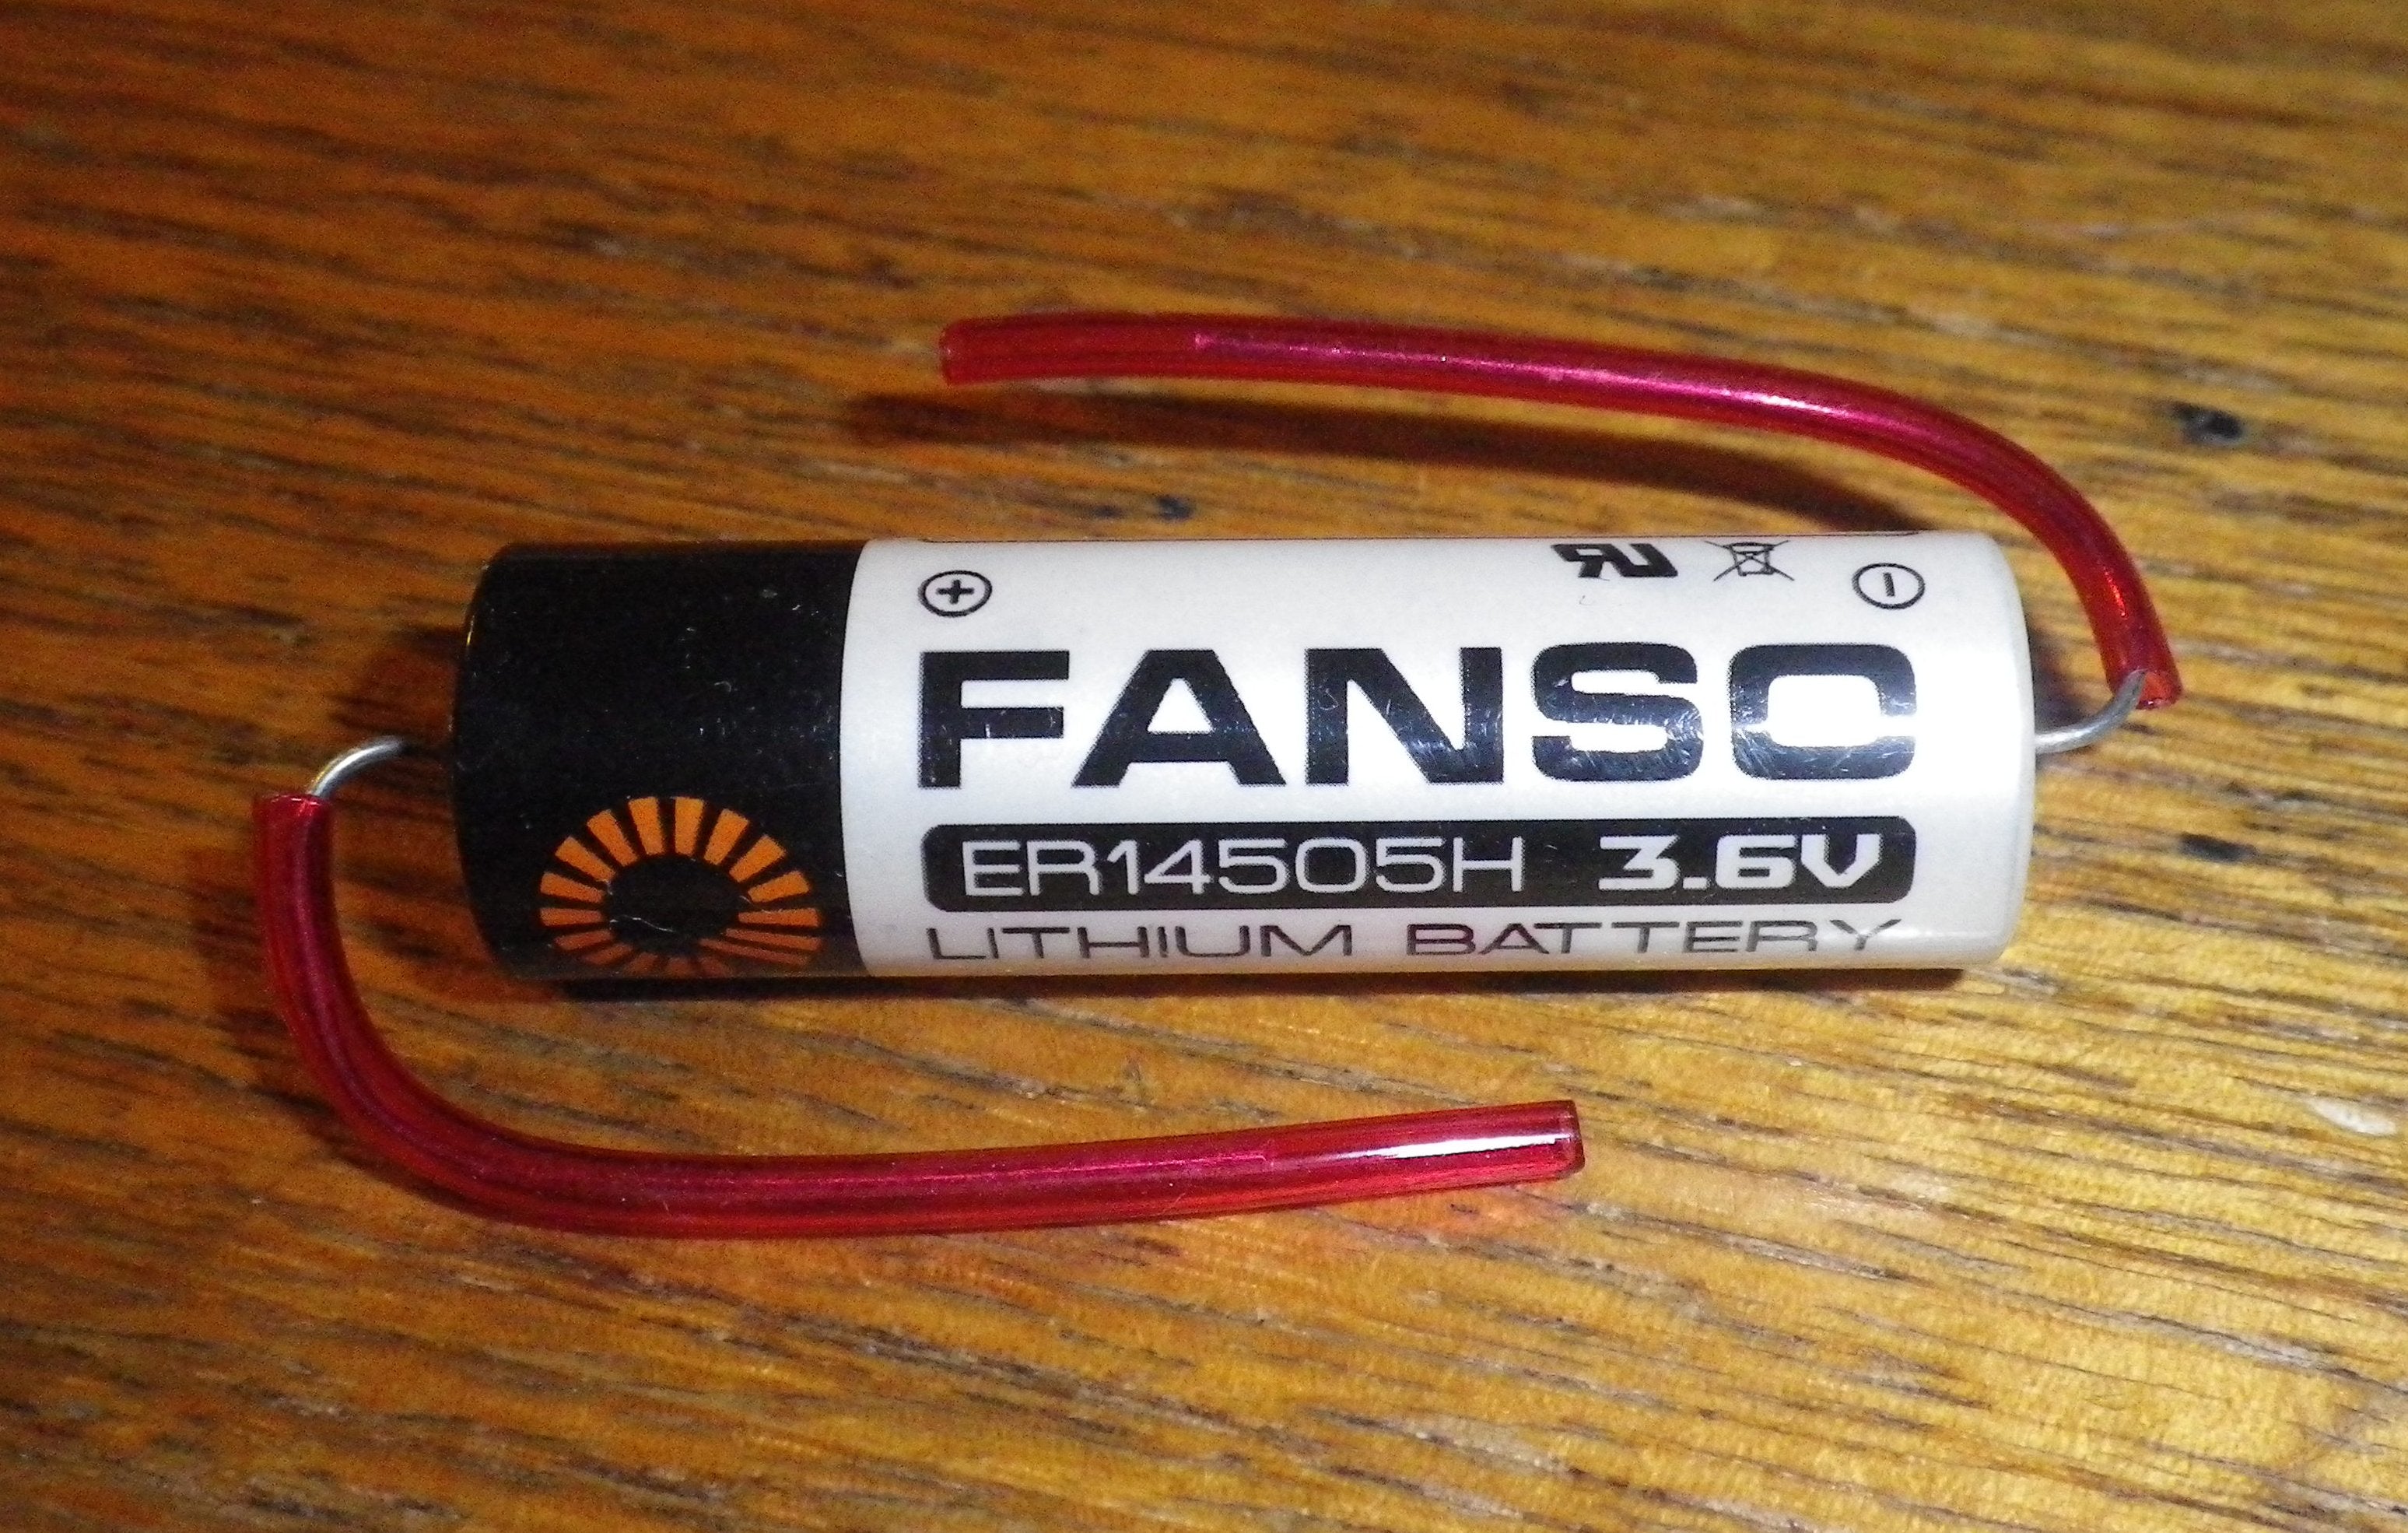 FANSO
ER14505H 3.6V
LITHIUM BATTERY